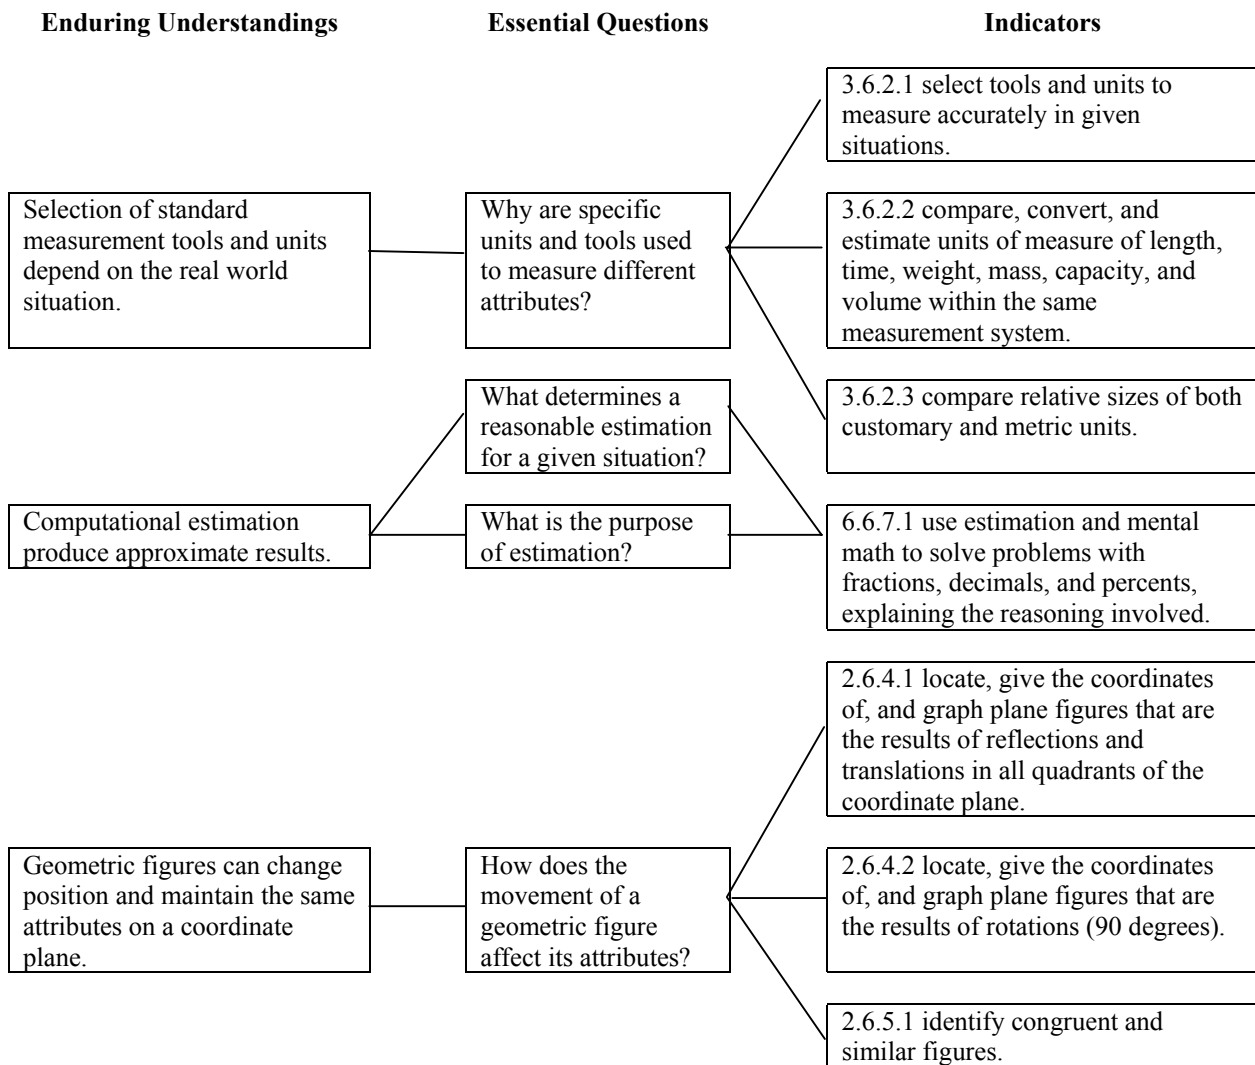 Enduring Understandings
Essential Questions
Indicators
3.6.2.1 select tools and units to
measure accurately in given
situations.
Selection of standard
measurement tools and units
depend on the real world
situation.
Why are specific
units and tools used
to measure different
attributes?
3.6.2.2 compare, convert, and
estimate units of measure of length,
time, weight, mass, capacity, and
volume within the same
measurement system.
What determines a
reasonable estimation
for a given situation?
3.6.2.3 compare relative sizes of both
customary and metric units.
Computational estimation
produce approximate results.
What is the purpose
of estimation?
6.6.7.1 use estimation and mental
math to solve problems with
fractions, decimals, and percents,
explaining the reasoning involved.
2.6.4.1 locate, give the coordinates
of, and graph plane figures that are
the results of reflections and
translations in all quadrants of the
coordinate plane.
Geometric figures can change
position and maintain the same
attributes on a coordinate
plane.
How does the
movement of a
geometric figure
affect its attributes?
2.6.4.2 locate, give the coordinates
of, and graph plane figures that are
the results of rotations (90 degrees).
2.6.5.1 identify congruent and
similar figures.